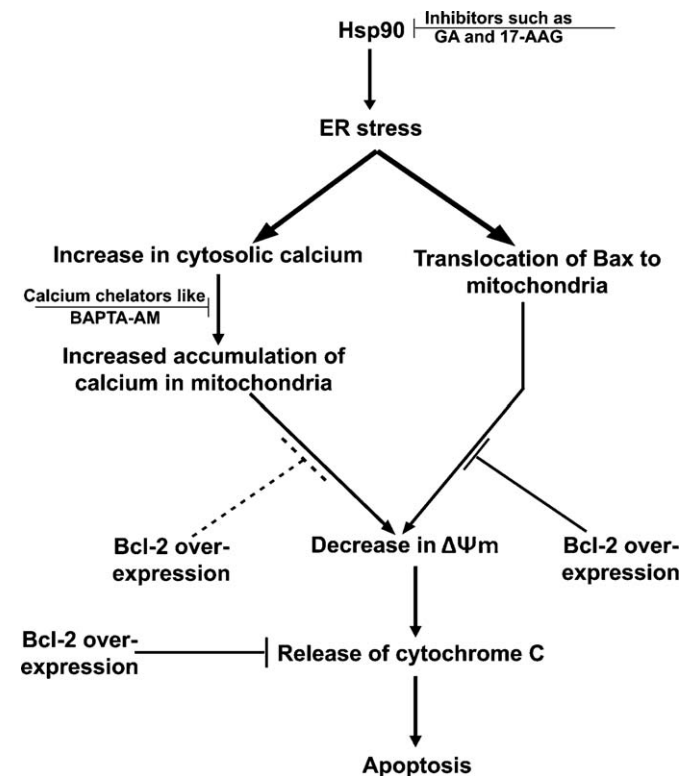 Hsp90
Inhibitors such as
GA and 17-AAG
ER stress
Increase in cytosolic calcium
Translocation of Bax to
mitochondria
Calcium chelators like
BAPTA-AM
Increased accumulation of
calcium in mitochondria
Bcl-2 over-
expression
Decrease in ΔΨm
Bcl-2 over-
expression
Bcl-2 over-
expression
Release of cytochrome C
Apoptosis